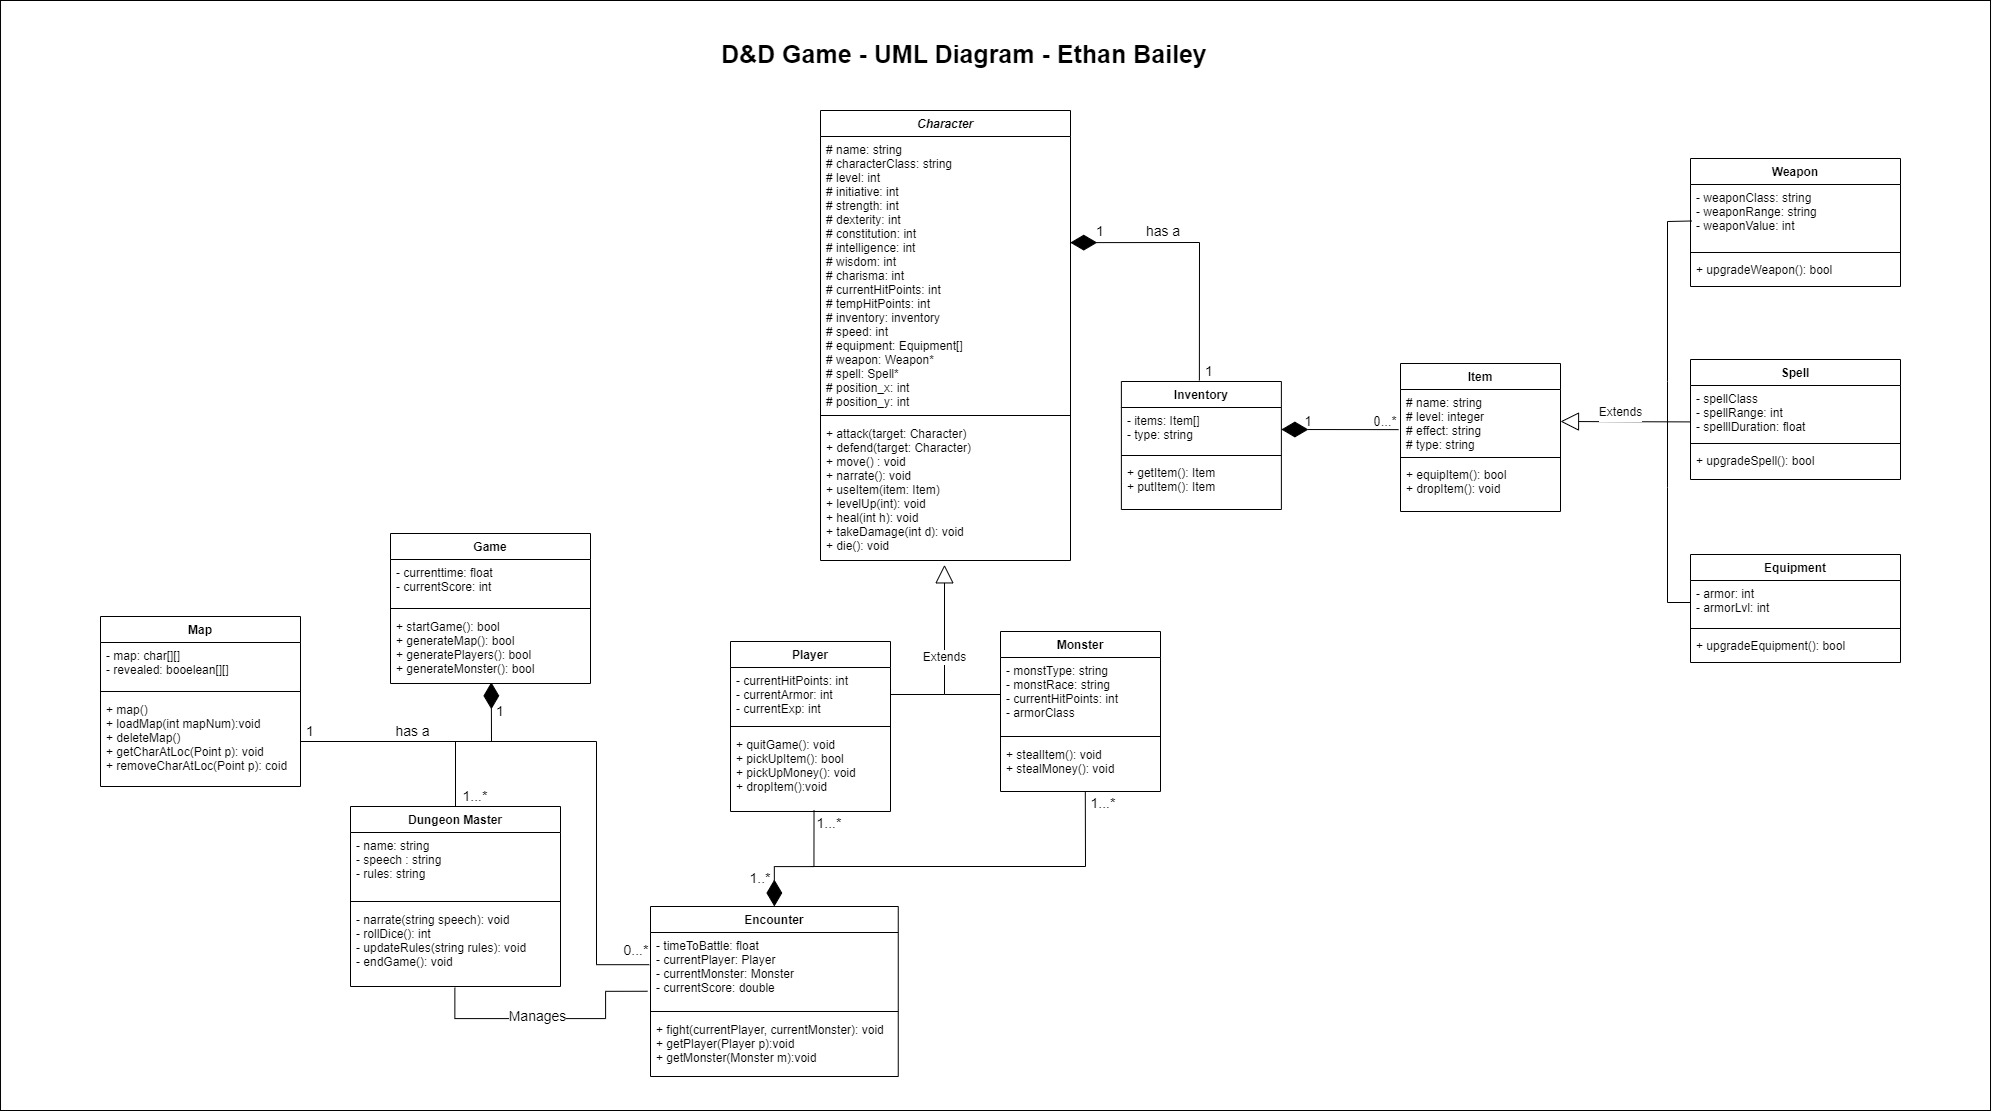 D&D Game - UML Diagram - Ethan Bailey
Character
# name: string
# characterClass: string
# level: int
# initiative: int
# strength: int
# dexterity: int
# constitution: int
# intelligence: int
# wisdom: int
# charisma: int
# currentHitPoints: int
# tempHitPoints: int
# inventory: inventory
# speed: int
# equipment: Equipment[]
# weapon: Weapon*
# spell: Spell*
# position_x: int
# position_y: int
+ attack(target: Character)
+ defend(target: Character)
+ move() : void
+ narrate(): void
+ useItem(item: Item)
+ levelUp(int): void
+ heal(int h): void
+ takeDamage(int d): void
+ die(): void
1
has a
1
Inventory
- items: Item[]
- type: string
+ getItem(): Item
+ putItem(): Item
1
0...*
Item
# name: string
# level: integer
# effect: string
# type: string
+ equipItem(): bool
+ dropItem(): void
Extends
Weapon
- weaponClass: string
- weaponRange: string
- weaponValue: int
+ upgradeWeapon(): bool
Spell
- spellClass
- spellRange: int
- spelllDuration: float
+ upgradeSpell(): bool
Equipment
- armor: int
- armorLvl: int
+ upgradeEquipment(): bool
Game
- currenttime: float
- currentScore: int
+ startGame(): bool
+ generateMap(): bool
+ generatePlayers(): bool
+ generateMonster(): bool
1
Map
- map: char[][]
- revealed: booelean[][]
+ map()
+ loadMap(int mapNum):void
+ deleteMap()
+ getCharAtLoc(Point p): void
+ removeCharAtLoc(Point p): coid
1
has a
1...*
Dungeon Master
- name: string
- speech : string
- rules: string
- narrate(string speech): void
- rollDice(): int
- updateRules(string rules): void
- endGame(): void
Manages
0...*
Extends
Player
- currentHitPoints: int
- currentArmor: int
- currentExp: int
+ quitGame(): void
+ pickUpItem(): bool
+ pickUpMoney(): void
+ dropItem():void
1...*
Monster
- monstType: string
- monstRace: string
- currentHitPoints: int
- armorClass
+ stealItem(): void
+ stealMoney(): void
1...*
1..*
Encounter
- timeToBattle: float
- currentPlayer: Player
- currentMonster: Monster
- currentScore: double
+ fight(currentPlayer, currentMonster): void
+ getPlayer(Player p):void
+ getMonster(Monster m):void